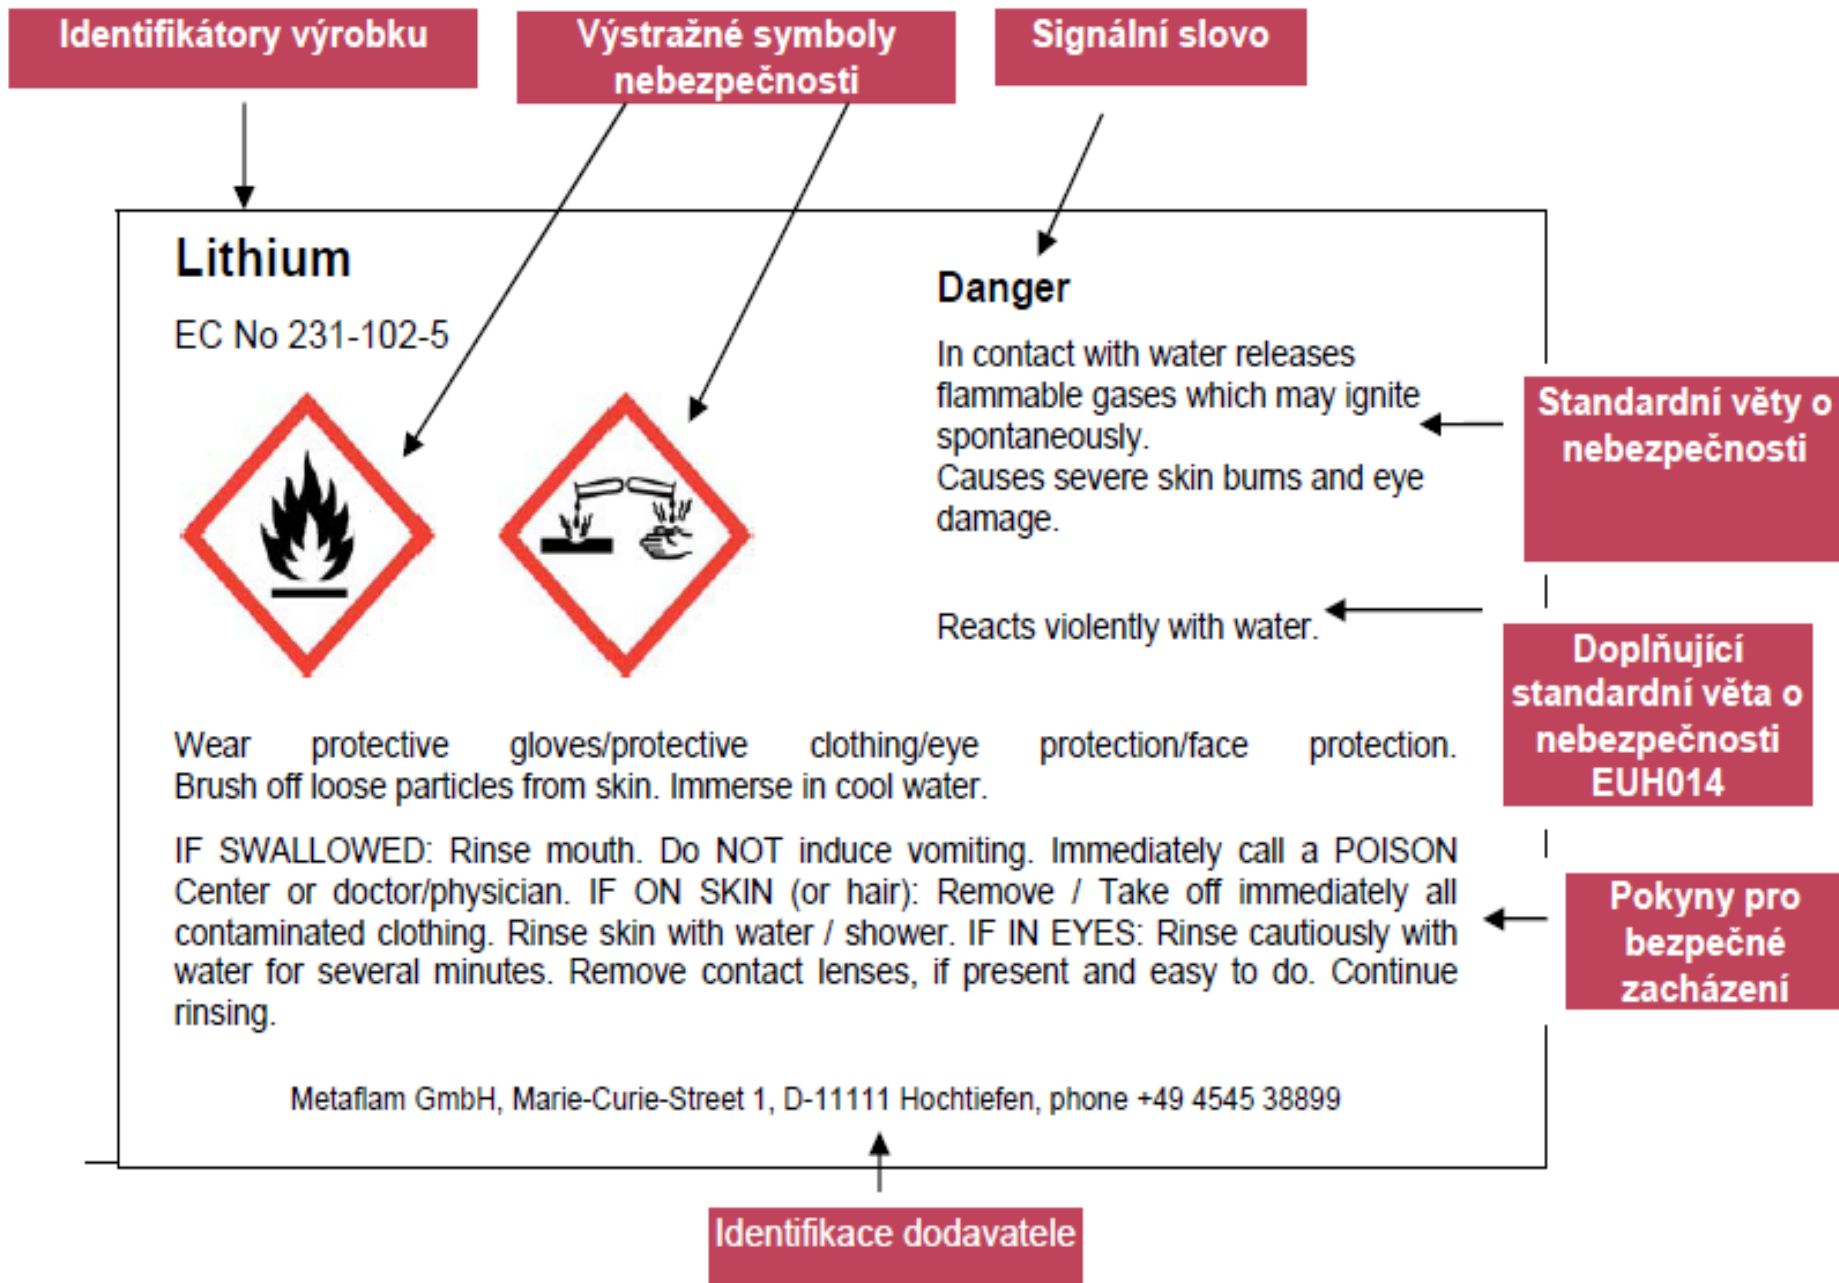 Identifikátory výrobku
Výstražné symboly
nebezpečnosti
Signální slovo
Lithium
EC No 231-102-5
Danger
In contact with water releases
flammable gases which may ignite
spontaneously.
Causes severe skin burns and eye
damage.
Standardní věty o
nebezpečnosti
Reacts violently with water.
Doplňující
standardní věta o
nebezpečnosti
EUH014
Wear protective gloves/protective clothing/eye protection/face protection.
Brush off loose particles from skin. Immerse in cool water.
IF SWALLOWED: Rinse mouth. Do NOT induce vomiting. Immediately call a POISON
Center or doctor/physician. IF ON SKIN (or hair): Remove / Take off immediately all
contaminated clothing. Rinse skin with water / shower. IF IN EYES: Rinse cautiously with
water for several minutes. Remove contact lenses, if present and easy to do. Continue
rinsing.
Pokyny pro
bezpečné
zacházení
Metaflam GmbH, Marie-Curie-Street 1, D-11111 Hochtiefen, phone +49 4545 38899
Identifikace dodavatele